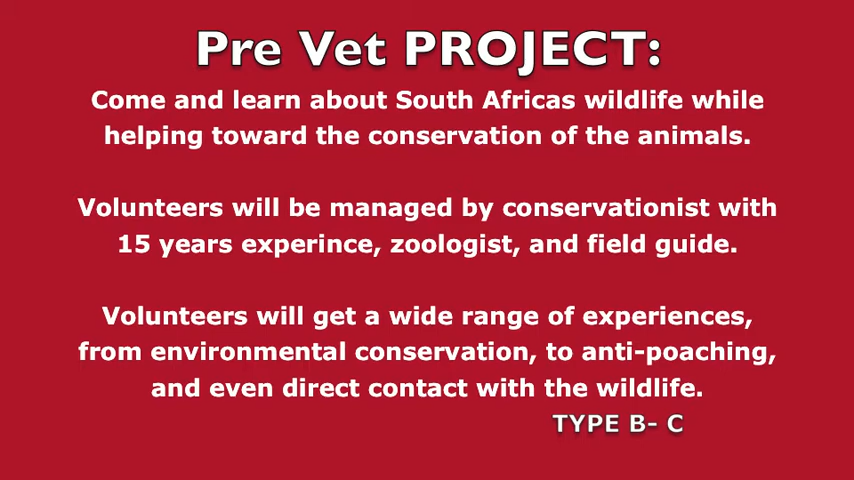 Pre Vet PROJECT:
Come and learn about South Africas wildlife while
helping toward the conservation of the animals.
Volunteers will be managed by conservationist with
15 years experince, zoologist, and field guide.
Volunteers will get a wide range of experiences,
from environmental conservation, to anti-poaching,
and even direct contact with the wildlife.
TYPE B- C